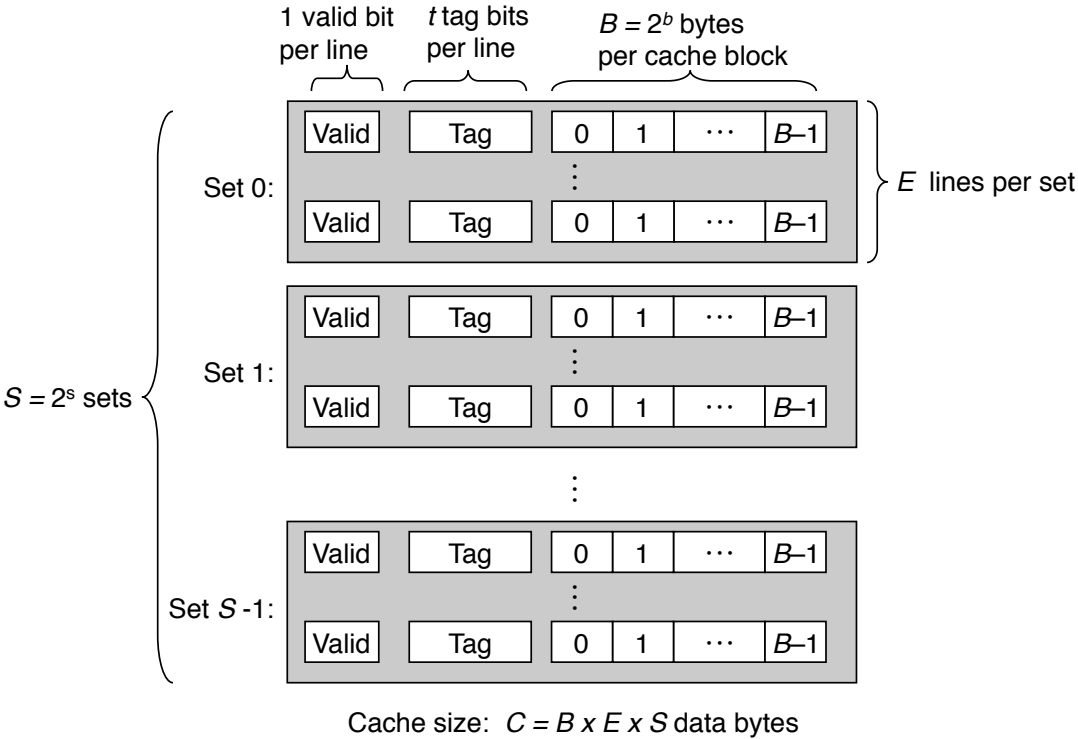 1 valid bit t tag bits B = 2ᵇ bytes
per line per line per cache block
Valid Tag 0 1 ··· B–1
⋮
Set 0: E lines per set
Valid Tag 0 1 ··· B–1
Valid Tag 0 1 ··· B–1
⋮
Set 1:
S = 2ˢ sets
Valid Tag 0 1 ··· B–1
⋮
Valid Tag 0 1 ··· B–1
⋮
Set S -1:
Valid Tag 0 1 ··· B–1
Cache size: C = B x E x S data bytes